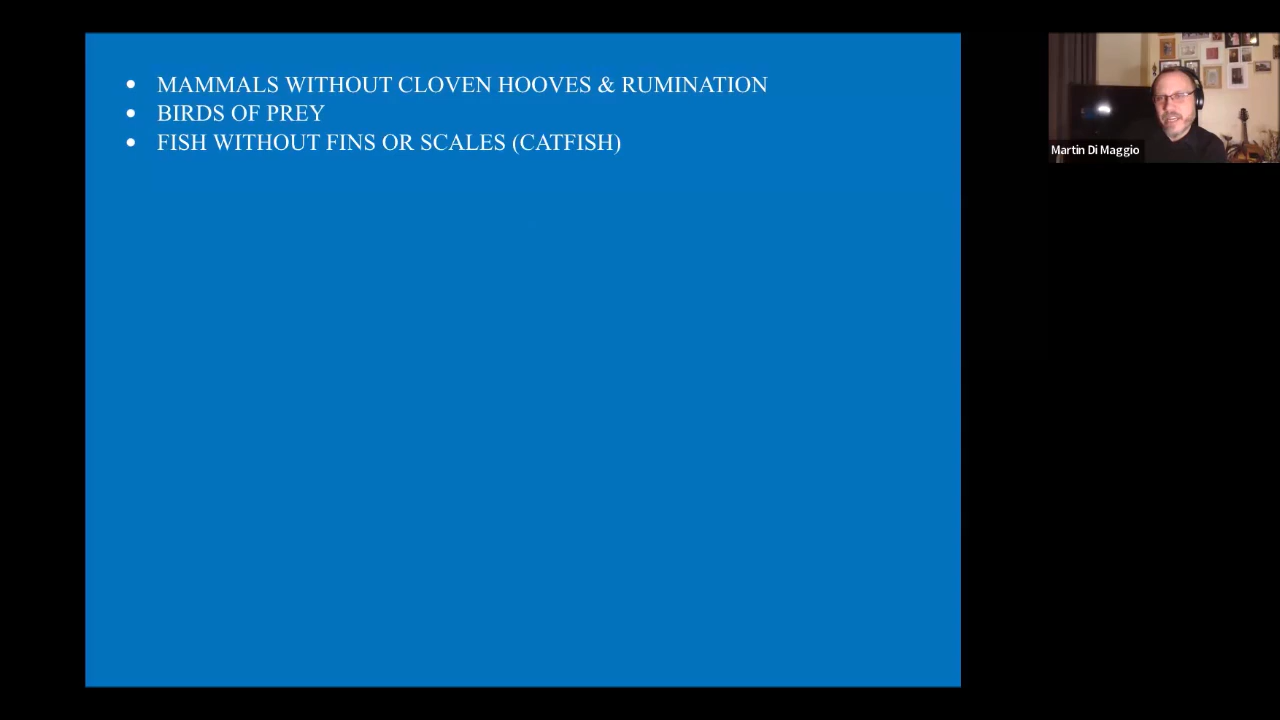 MAMMALS WITHOUT CLOVEN HOOVES & RUMINATION
BIRDS OF PREY
FISH WITHOUT FINS OR SCALES (CATFISH)
Martin Di Maggio